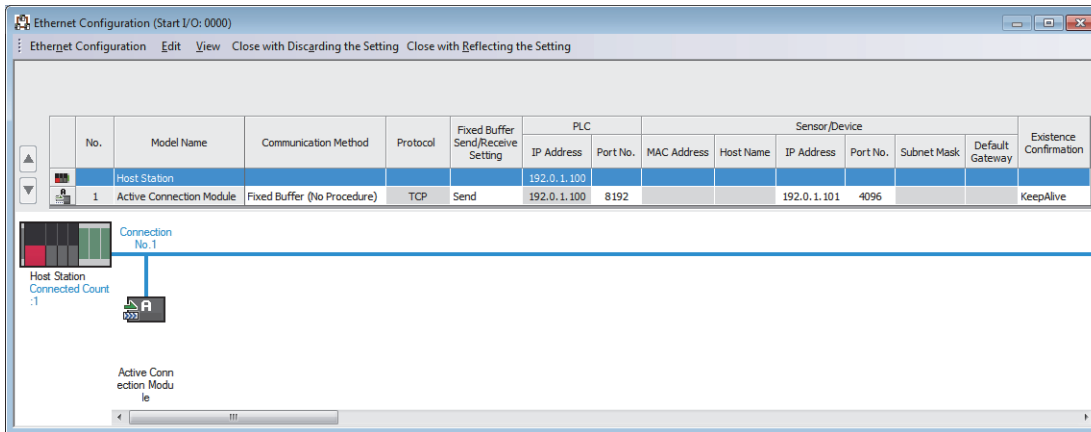 Ethernet Configuration (Start I/O: 0000)
Ethernet Configuration Edit View Close with Discarding the Setting Close with Reflecting the Setting
No. Model Name Communication Method Protocol Fixed Buffer Send/Receive Setting PLC Sensor/Device Existence Confirmation
IP Address Port No. MAC Address Host Name IP Address Port No. Subnet Mask Default Gateway
Host Station 192.0.1.100
1 Active Connection Module Fixed Buffer (No Procedure) TCP Send 192.0.1.100 8192 192.0.1.101 4096 KeepAlive
Connection
No.1
Host Station
Connected Count
:1
A
Active Conn
ection Modu
le